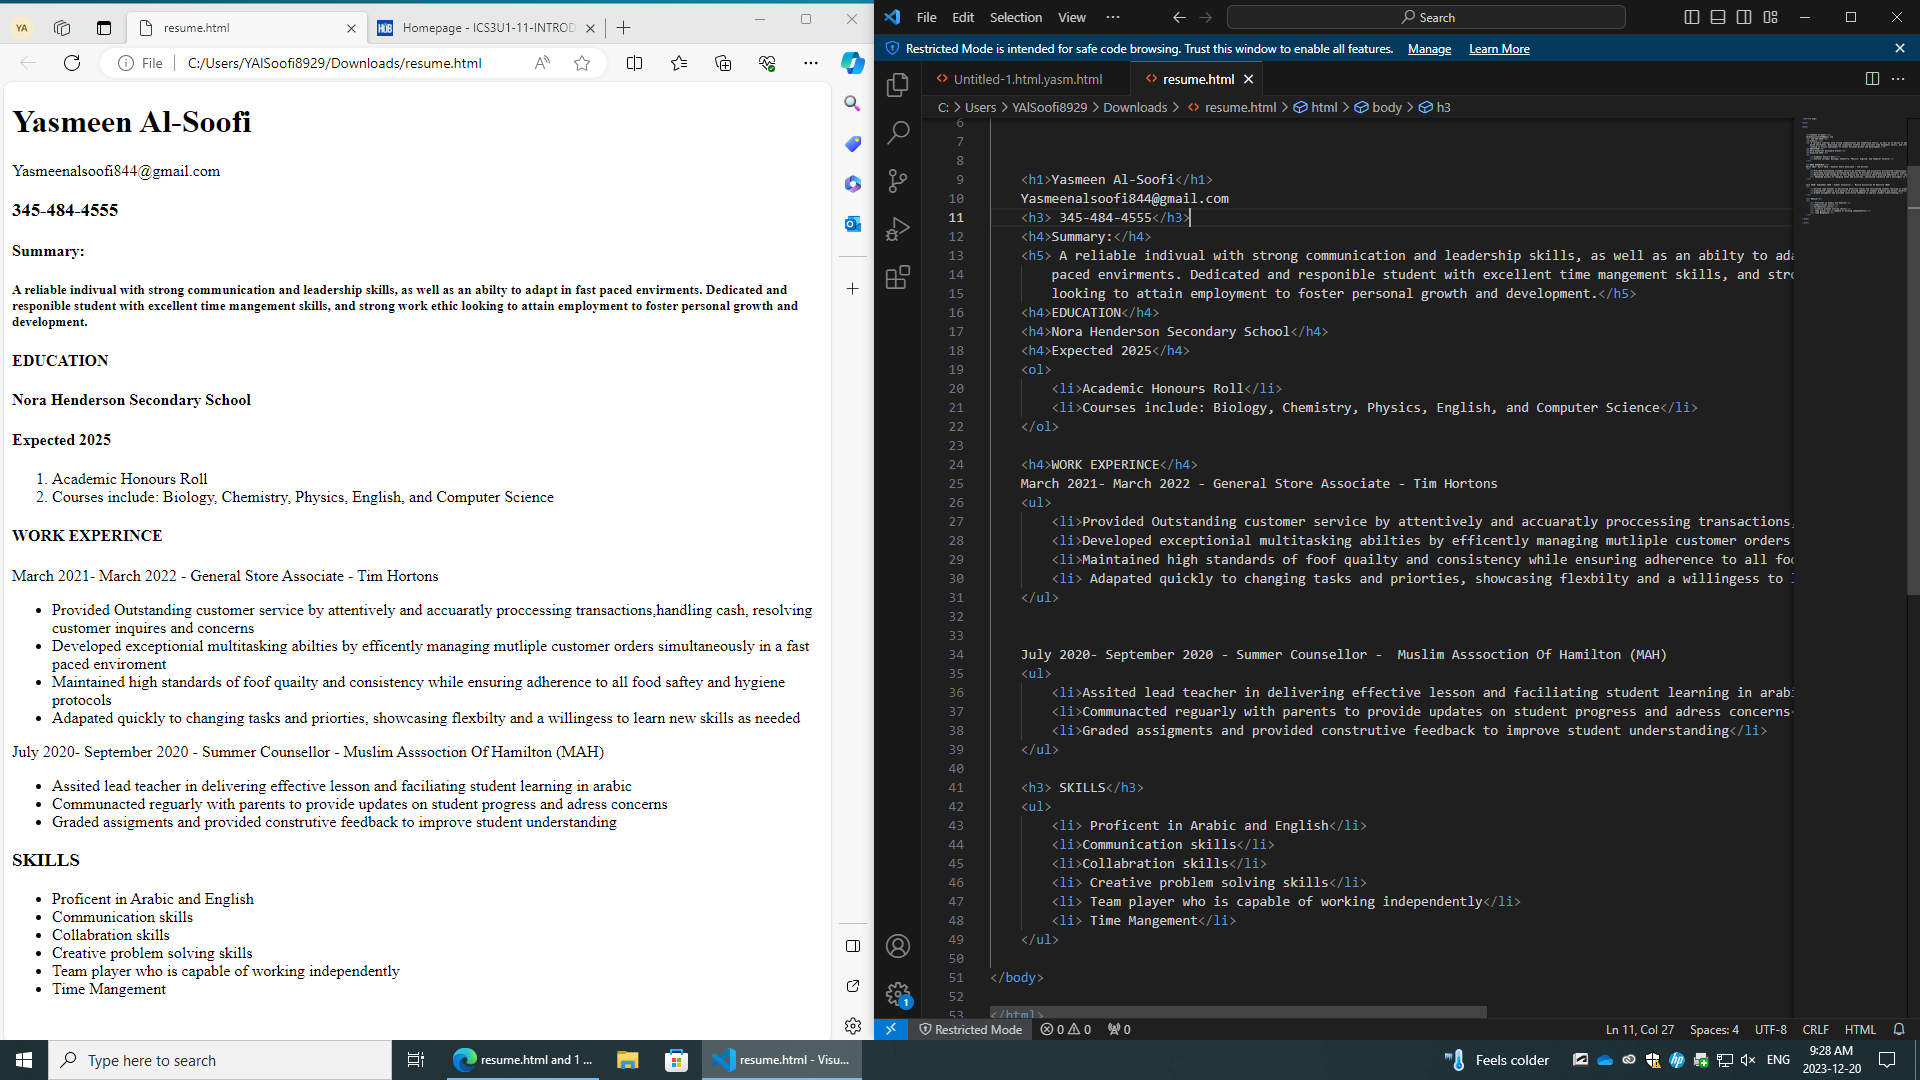 YA
resume.html
HUB Homepage - ICS3U1-11-INTROD
File C:/Users/YAlSoofi8929/Downloads/resume.html
Yasmeen Al-Soofi
Yasmeenalsoofi844@gmail.com
345-484-4555
Summary:
A reliable indivual with strong communication and leadership skills, as well as an abilty to adapt in fast paced envirments. Dedicated and
responible student with excellent time mangement skills, and strong work ethic looking to attain employment to foster personal growth and
development.
EDUCATION
Nora Henderson Secondary School
Expected 2025
1. Academic Honours Roll
2. Courses include: Biology, Chemistry, Physics, English, and Computer Science
WORK EXPERINCE
March 2021- March 2022 - General Store Associate - Tim Hortons
• Provided Outstanding customer service by attentively and accuaratly proccessing transactions,handling cash, resolving
customer inquires and concerns
• Developed exceptionial multitasking abilties by efficently managing mutliple customer orders simultaneously in a fast
paced enviroment
• Maintained high standards of foof quailty and consistency while ensuring adherence to all food saftey and hygiene
protocols
• Adapated quickly to changing tasks and priorties, showcasing flexbilty and a willingess to learn new skills as needed
July 2020- September 2020 - Summer Counsellor - Muslim Asssoction Of Hamilton (MAH)
• Assited lead teacher in delivering effective lesson and faciliating student learning in arabic
• Communacted reguarly with parents to provide updates on student progress and adress concerns
• Graded assigments and provided construtive feedback to improve student understanding
SKILLS
• Proficent in Arabic and English
• Communication skills
• Collabration skills
• Creative problem solving skills
• Team player who is capable of working independently
• Time Mangement
File Edit Selection View ··· Search
Restricted Mode is intended for safe code browsing. Trust this window to enable all features. Manage Learn More
Untitled-1.html.yasm.html
resume.html
C: > Users > YAlSoofi8929 > Downloads > resume.html > html > body > h3
6
7
8
9 <h1>Yasmeen Al-Soofi</h1>
10 Yasmeenalsoofi844@gmail.com
11 <h3> 345-484-4555</h3>
12 <h4>Summary:</h4>
13 <h5> A reliable indivual with strong communication and leadership skills, as well as an abilty to ada
14 paced envirments. Dedicated and responible student with excellent time mangement skills, and stro
15 looking to attain employment to foster personal growth and development.</h5>
16 <h4>EDUCATION</h4>
17 <h4>Nora Henderson Secondary School</h4>
18 <h4>Expected 2025</h4>
19 <ol>
20 <li>Academic Honours Roll</li>
21 <li>Courses include: Biology, Chemistry, Physics, English, and Computer Science</li>
22 </ol>
23
24 <h4>WORK EXPERINCE</h4>
25 March 2021- March 2022 - General Store Associate - Tim Hortons
26 <ul>
27 <li>Provided Outstanding customer service by attentively and accuaratly proccessing transactions,
28 <li>Developed exceptionial multitasking abilties by efficently managing mutliple customer orders
29 <li>Maintained high standards of foof quailty and consistency while ensuring adherence to all foo
30 <li> Adapated quickly to changing tasks and priorties, showcasing flexbilty and a willingess to l
31 </ul>
32
33
34 July 2020- September 2020 - Summer Counsellor - Muslim Asssoction Of Hamilton (MAH)
35 <ul>
36 <li>Assited lead teacher in delivering effective lesson and faciliating student learning in arabi
37 <li>Communacted reguarly with parents to provide updates on student progress and adress concerns<
38 <li>Graded assigments and provided construtive feedback to improve student understanding</li>
39 </ul>
40
41 <h3> SKILLS</h3>
42 <ul>
43 <li> Proficent in Arabic and English</li>
44 <li>Communication skills</li>
45 <li>Collabration skills</li>
46 <li> Creative problem solving skills</li>
47 <li> Team player who is capable of working independently</li>
48 <li> Time Mangement</li>
49 </ul>
50
51 </body>
52
53 </html>
1
Restricted Mode 0 0 0 Ln 11, Col 27 Spaces: 4 UTF-8 CRLF HTML
Type here to search
resume.html and 1 ...
resume.html - Visu...
hp
Feels colder ENG 9:28 AM
2023-12-20